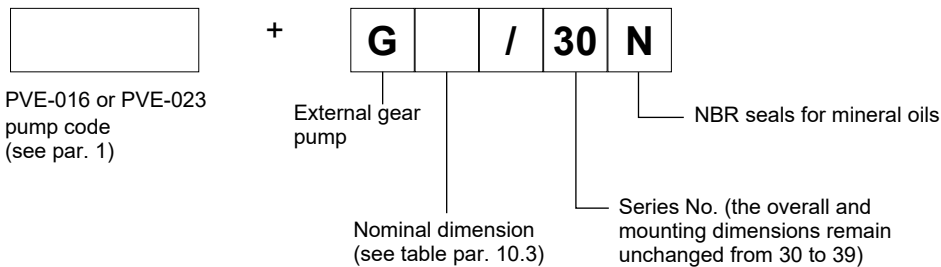 + G / 30 N
PVE-016 or PVE-023
pump code
(see par. 1)
External gear
pump
NBR seals for mineral oils
Nominal dimension
(see table par. 10.3)
Series No. (the overall and
mounting dimensions remain
unchanged from 30 to 39)